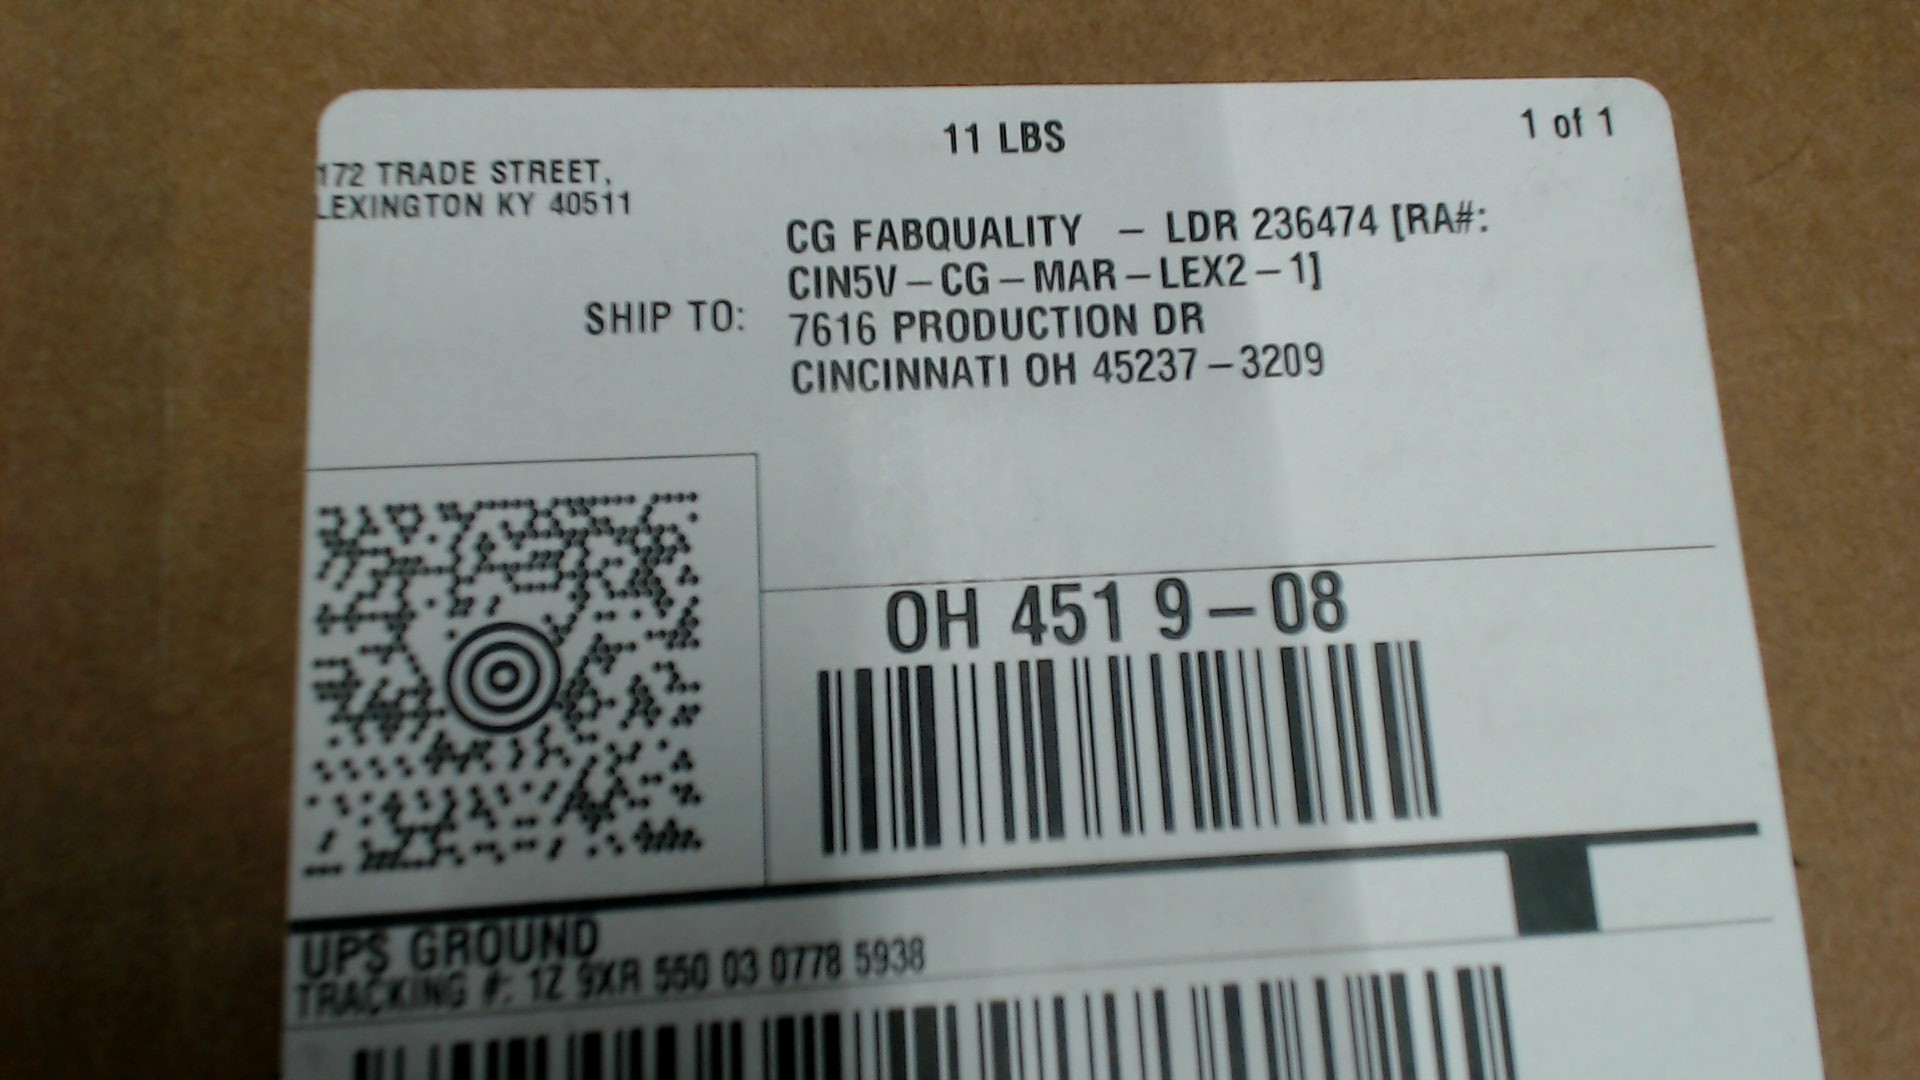 11 LBS
1 of 1
172 TRADE STREET,
LEXINGTON KY 40511
CG FABQUALITY – LDR 236474 [RA#:
CIN5V – CG – MAR – LEX2 – 1]
SHIP TO:
7616 PRODUCTION DR
CINCINNATI OH 45237 – 3209
OH 451 9 – 08
UPS GROUND
TRACKING #: 1Z 9XR 550 03 0778 5938